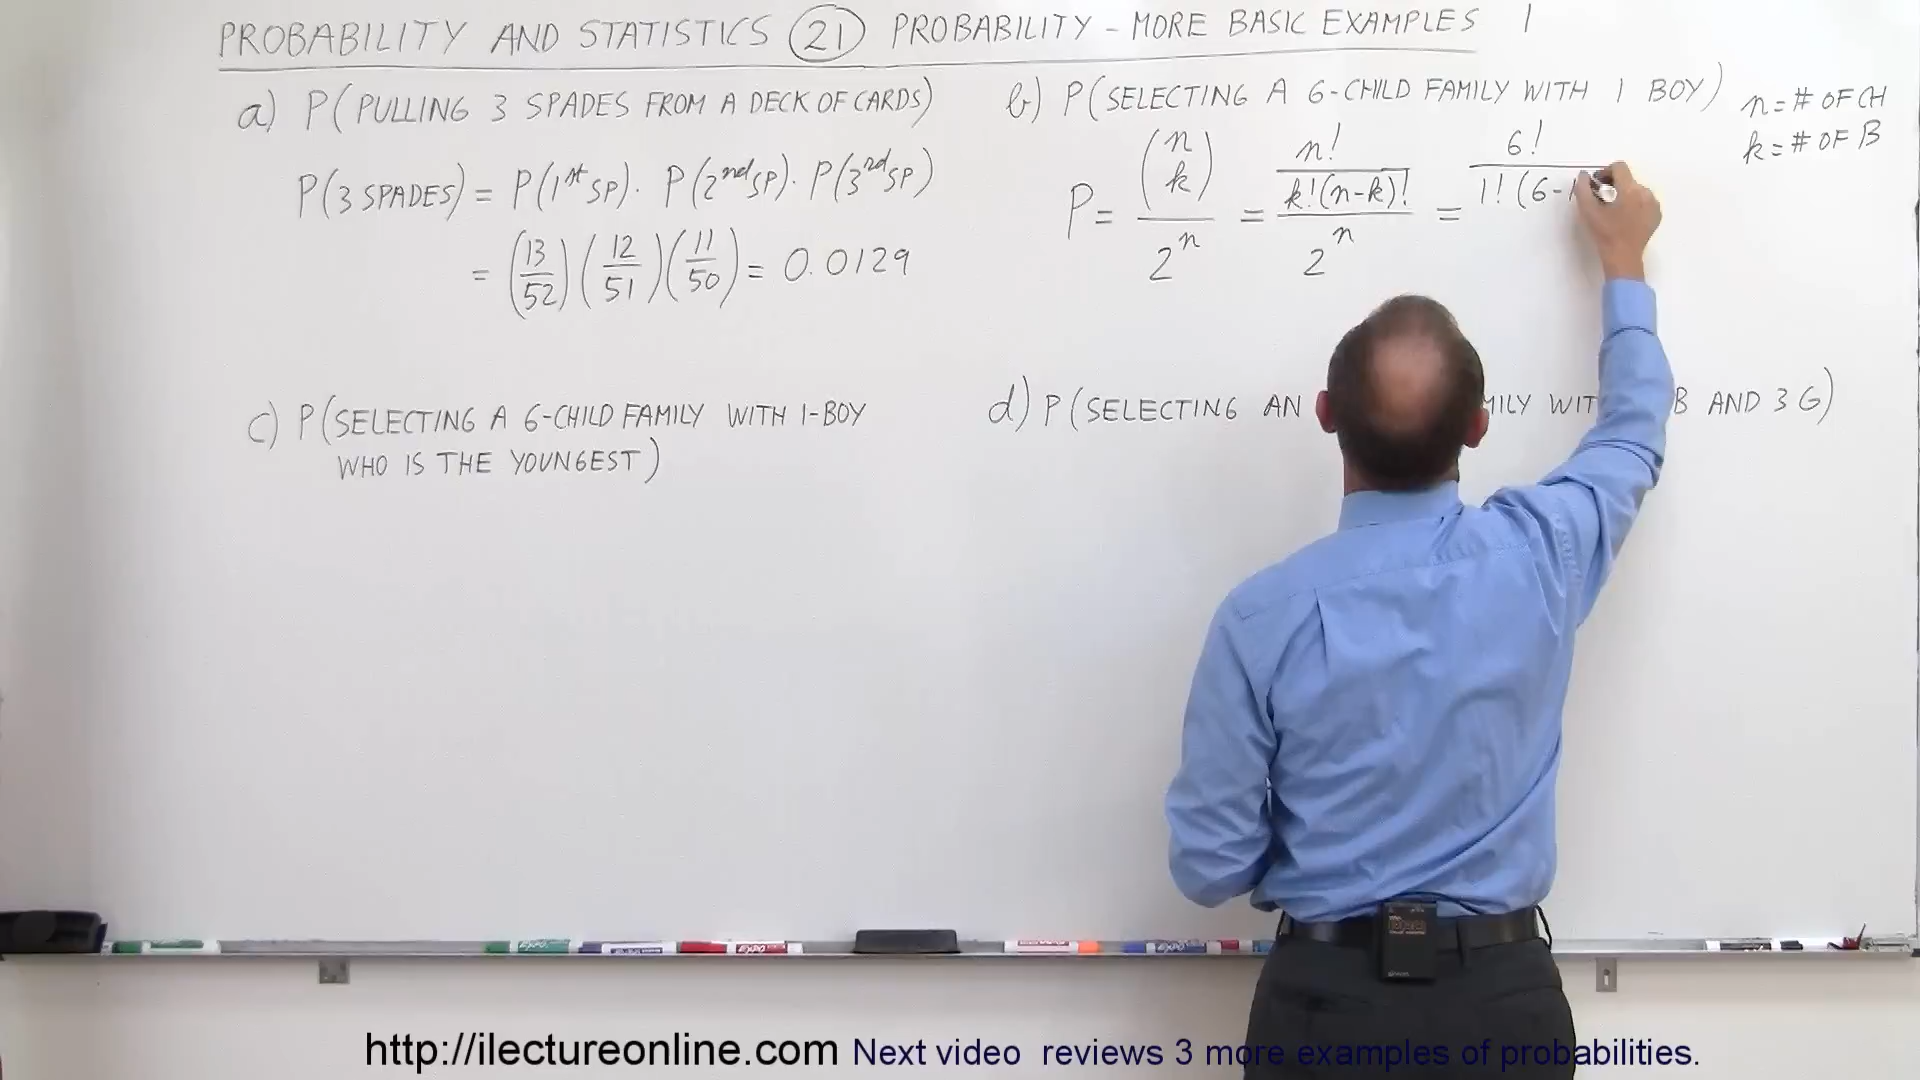 PROBABILITY AND STATISTICS 21 PROBABILITY - MORE BASIC EXAMPLES 1
a) P(PULLING 3 SPADES FROM A DECK OF CARDS)
P(3 SPADES) = P(1st SP) · P(2nd SP) · P(3rd SP)
= (13/52)(12/51)(11/50) = 0.0129
b) P(SELECTING A 6-CHILD FAMILY WITH 1 BOY)
n = # OF CH
k = # OF B
P = (n k) / 2^n = n! / k!(n-k)! / 2^n = 6! / 1!(6-
c) P(SELECTING A 6-CHILD FAMILY WITH 1-BOY
WHO IS THE YOUNGEST)
d) P(SELECTING AN B AND 3 G)
http://ilectureonline.com Next video reviews 3 more examples of probabilities.